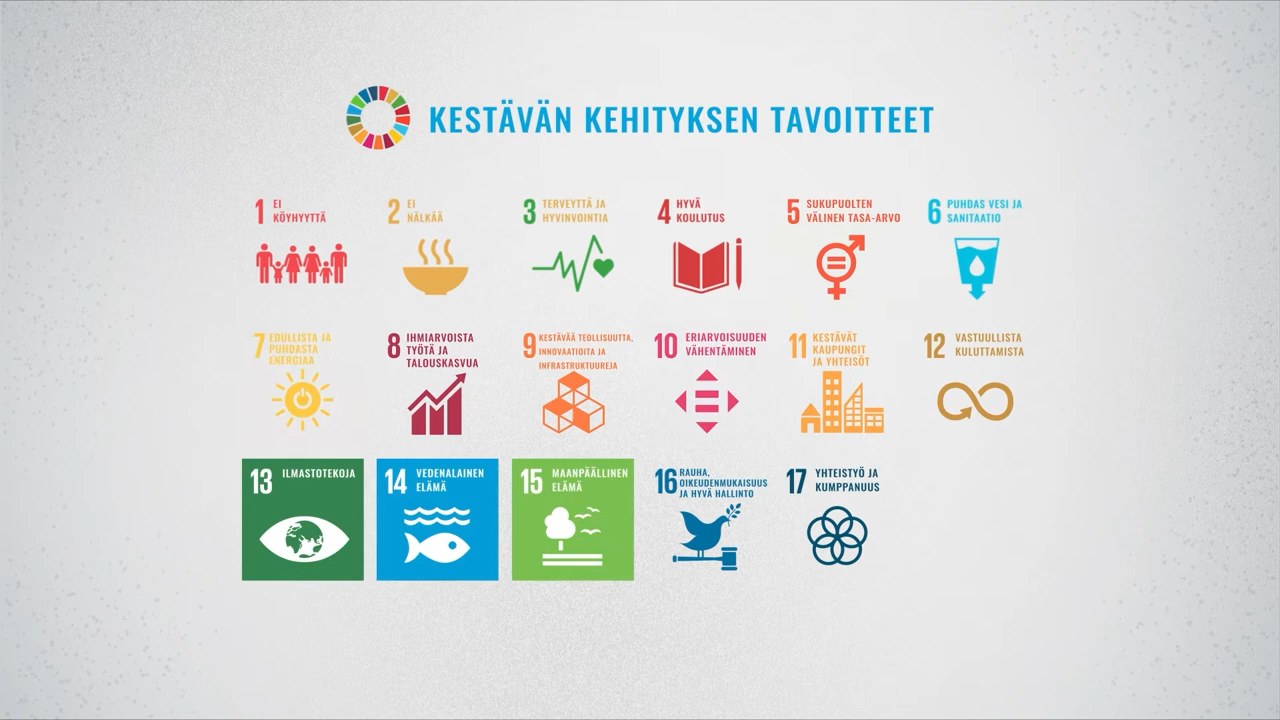 KESTÄVÄN KEHITYKSEN TAVOITTEET
1 EI
KÖYHYYTTÄ
2 EI
NÄLKÄÄ
3 TERVEYTTÄ JA
HYVINVOINTIA
4 HYVÄ
KOULUTUS
5 SUKUPUOLTEN
VÄLINEN TASA-ARVO
6 PUHDAS VESI JA
SANITAATIO
7 EDULLISTA JA
PUHDASTA
ENERGIAA
8 IHMIARVOISTA
TYÖTÄ JA
TALOUSKASVUA
9 KESTÄVÄÄ TEOLLISUUTTA,
INNOVAATIOITA JA
INFRASTRUKTUUREJA
10 ERIARVOISUUDEN
VÄHENTÄMINEN
11 KESTÄVÄT
KAUPUNGIT
JA YHTEISÖT
12 VASTUULLISTA
KULUTTAMISTA
13 ILMASTOTEKOJA
14 VEDENALAINEN
ELÄMÄ
15 MAANPÄÄLLINEN
ELÄMÄ
16 RAUHA,
OIKEUDENMUKAISUUS
JA HYVÄ HALLINTO
17 YHTEISTYÖ JA
KUMPPANUUS